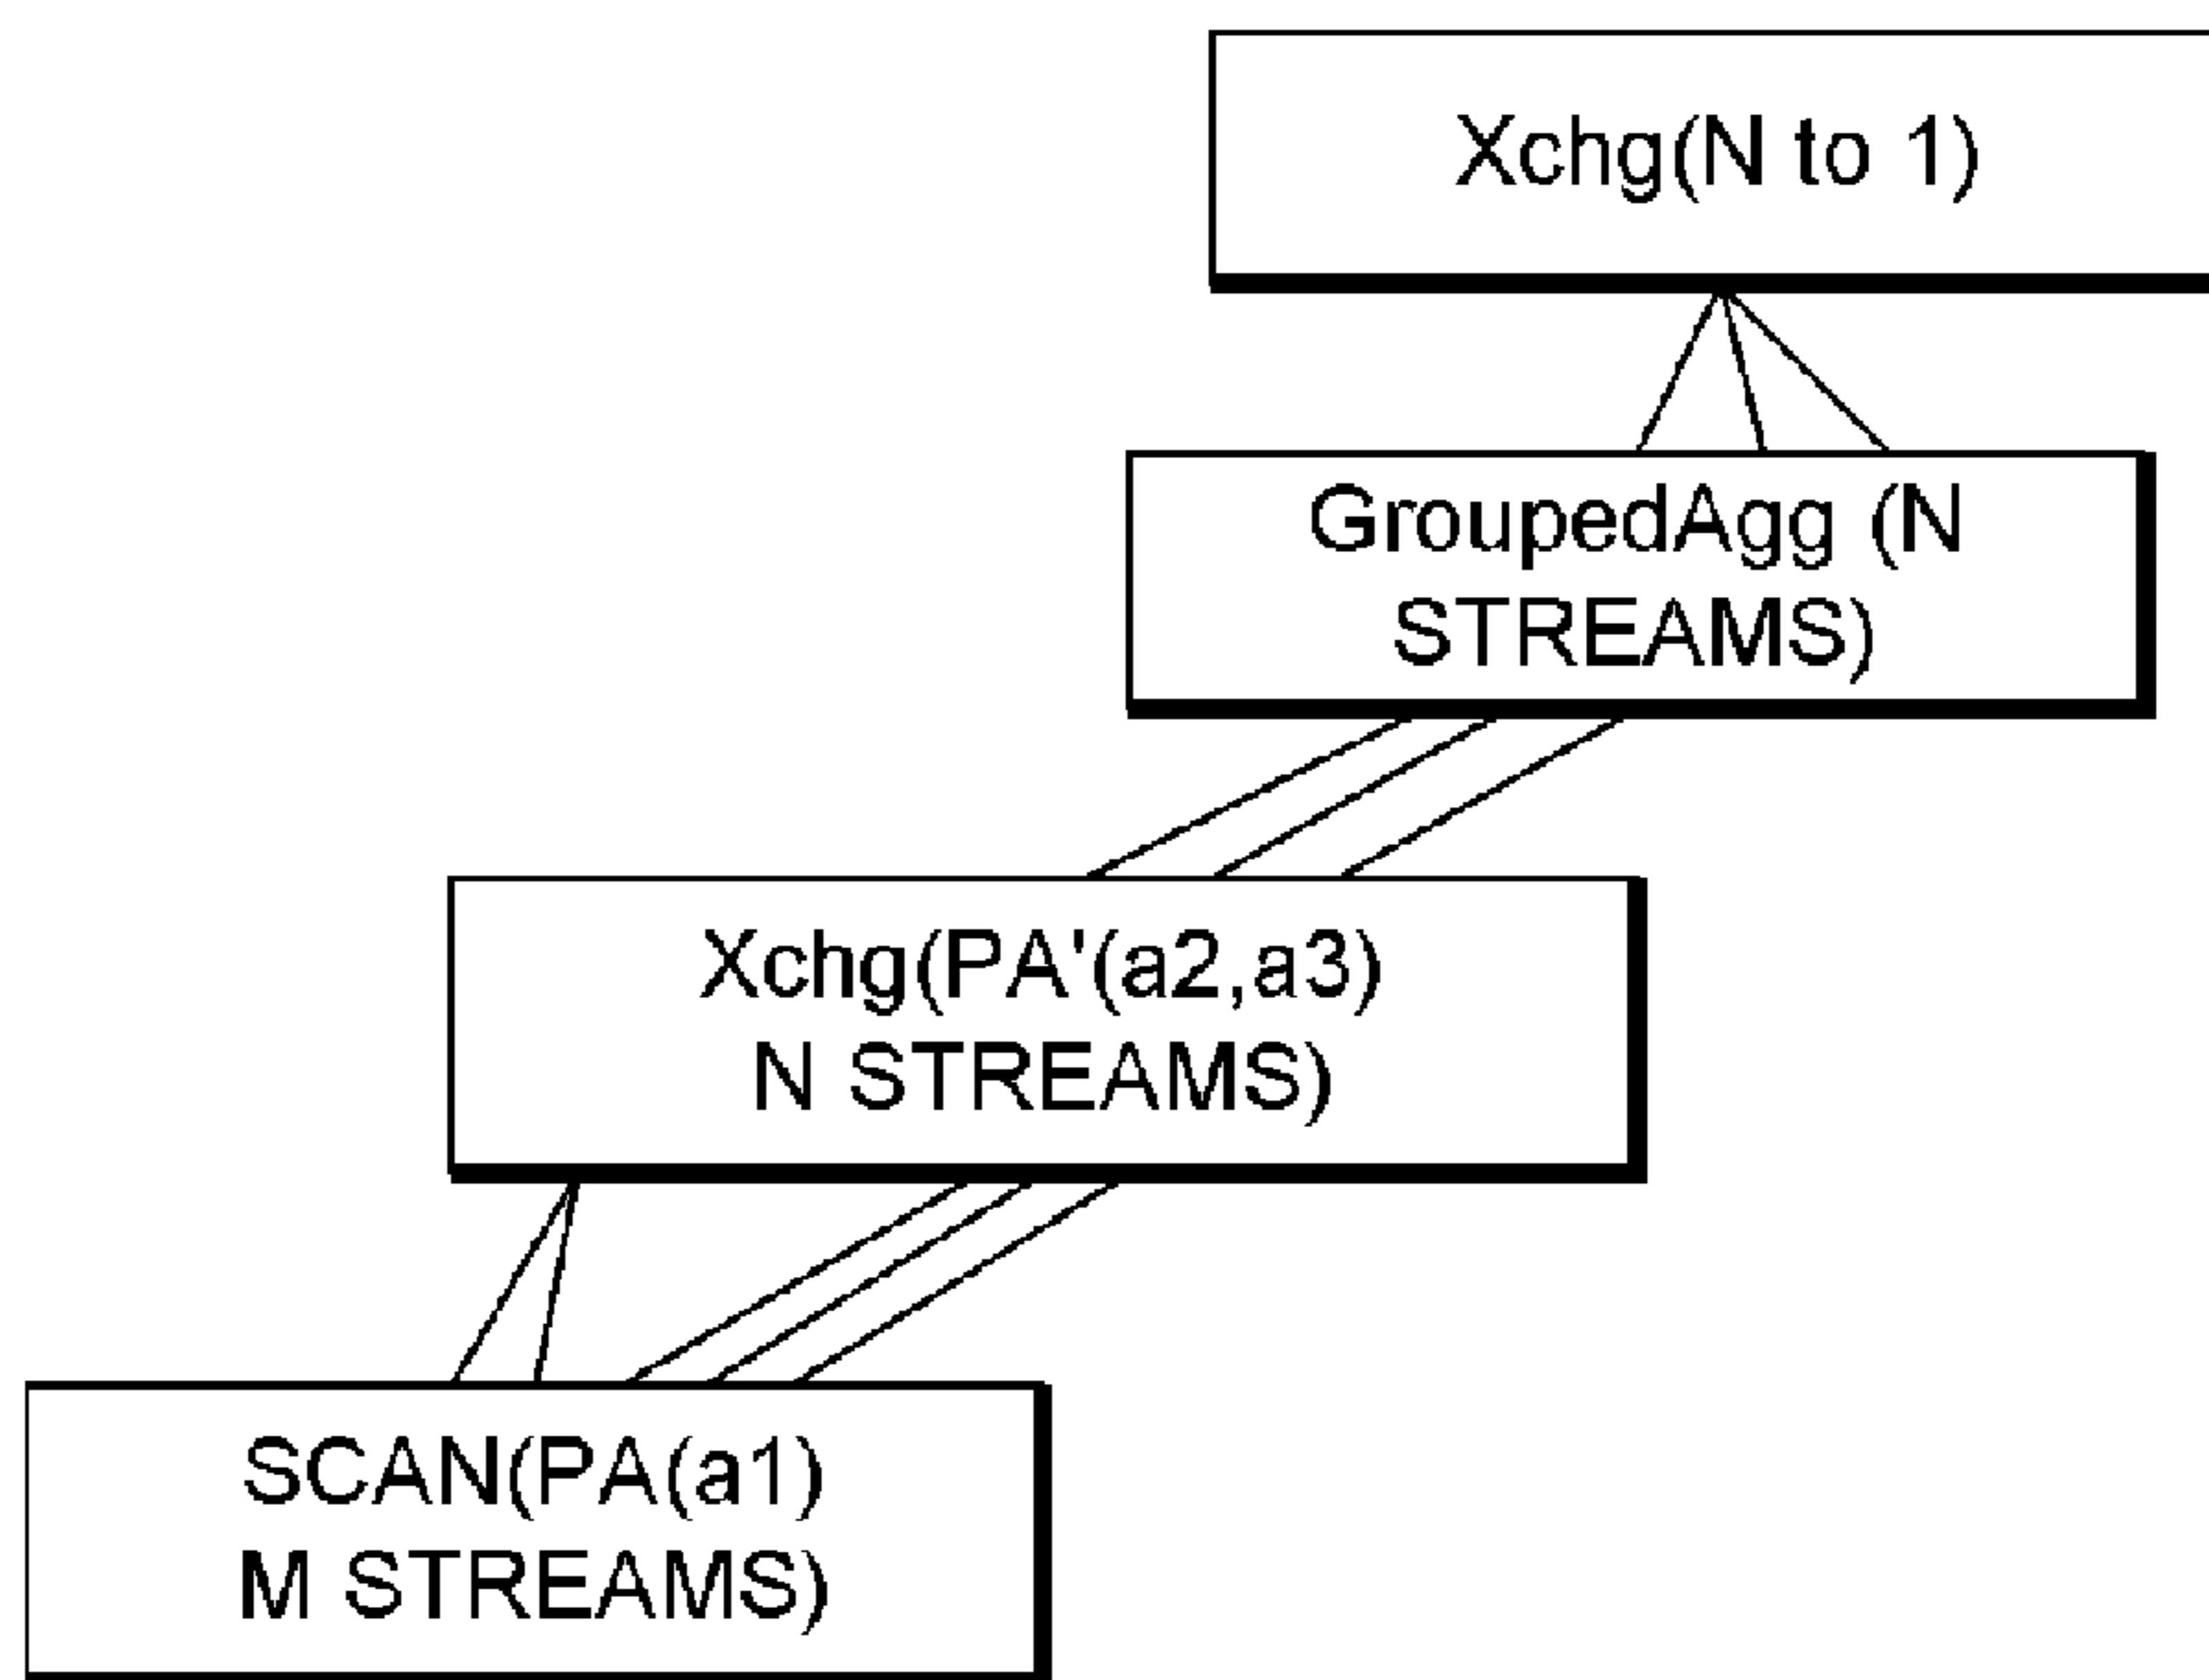 Xchg(N to 1)
GroupedAgg (N
STREAMS)
Xchg(PA'(a2,a3)
N STREAMS)
SCAN(PA(a1)
M STREAMS)